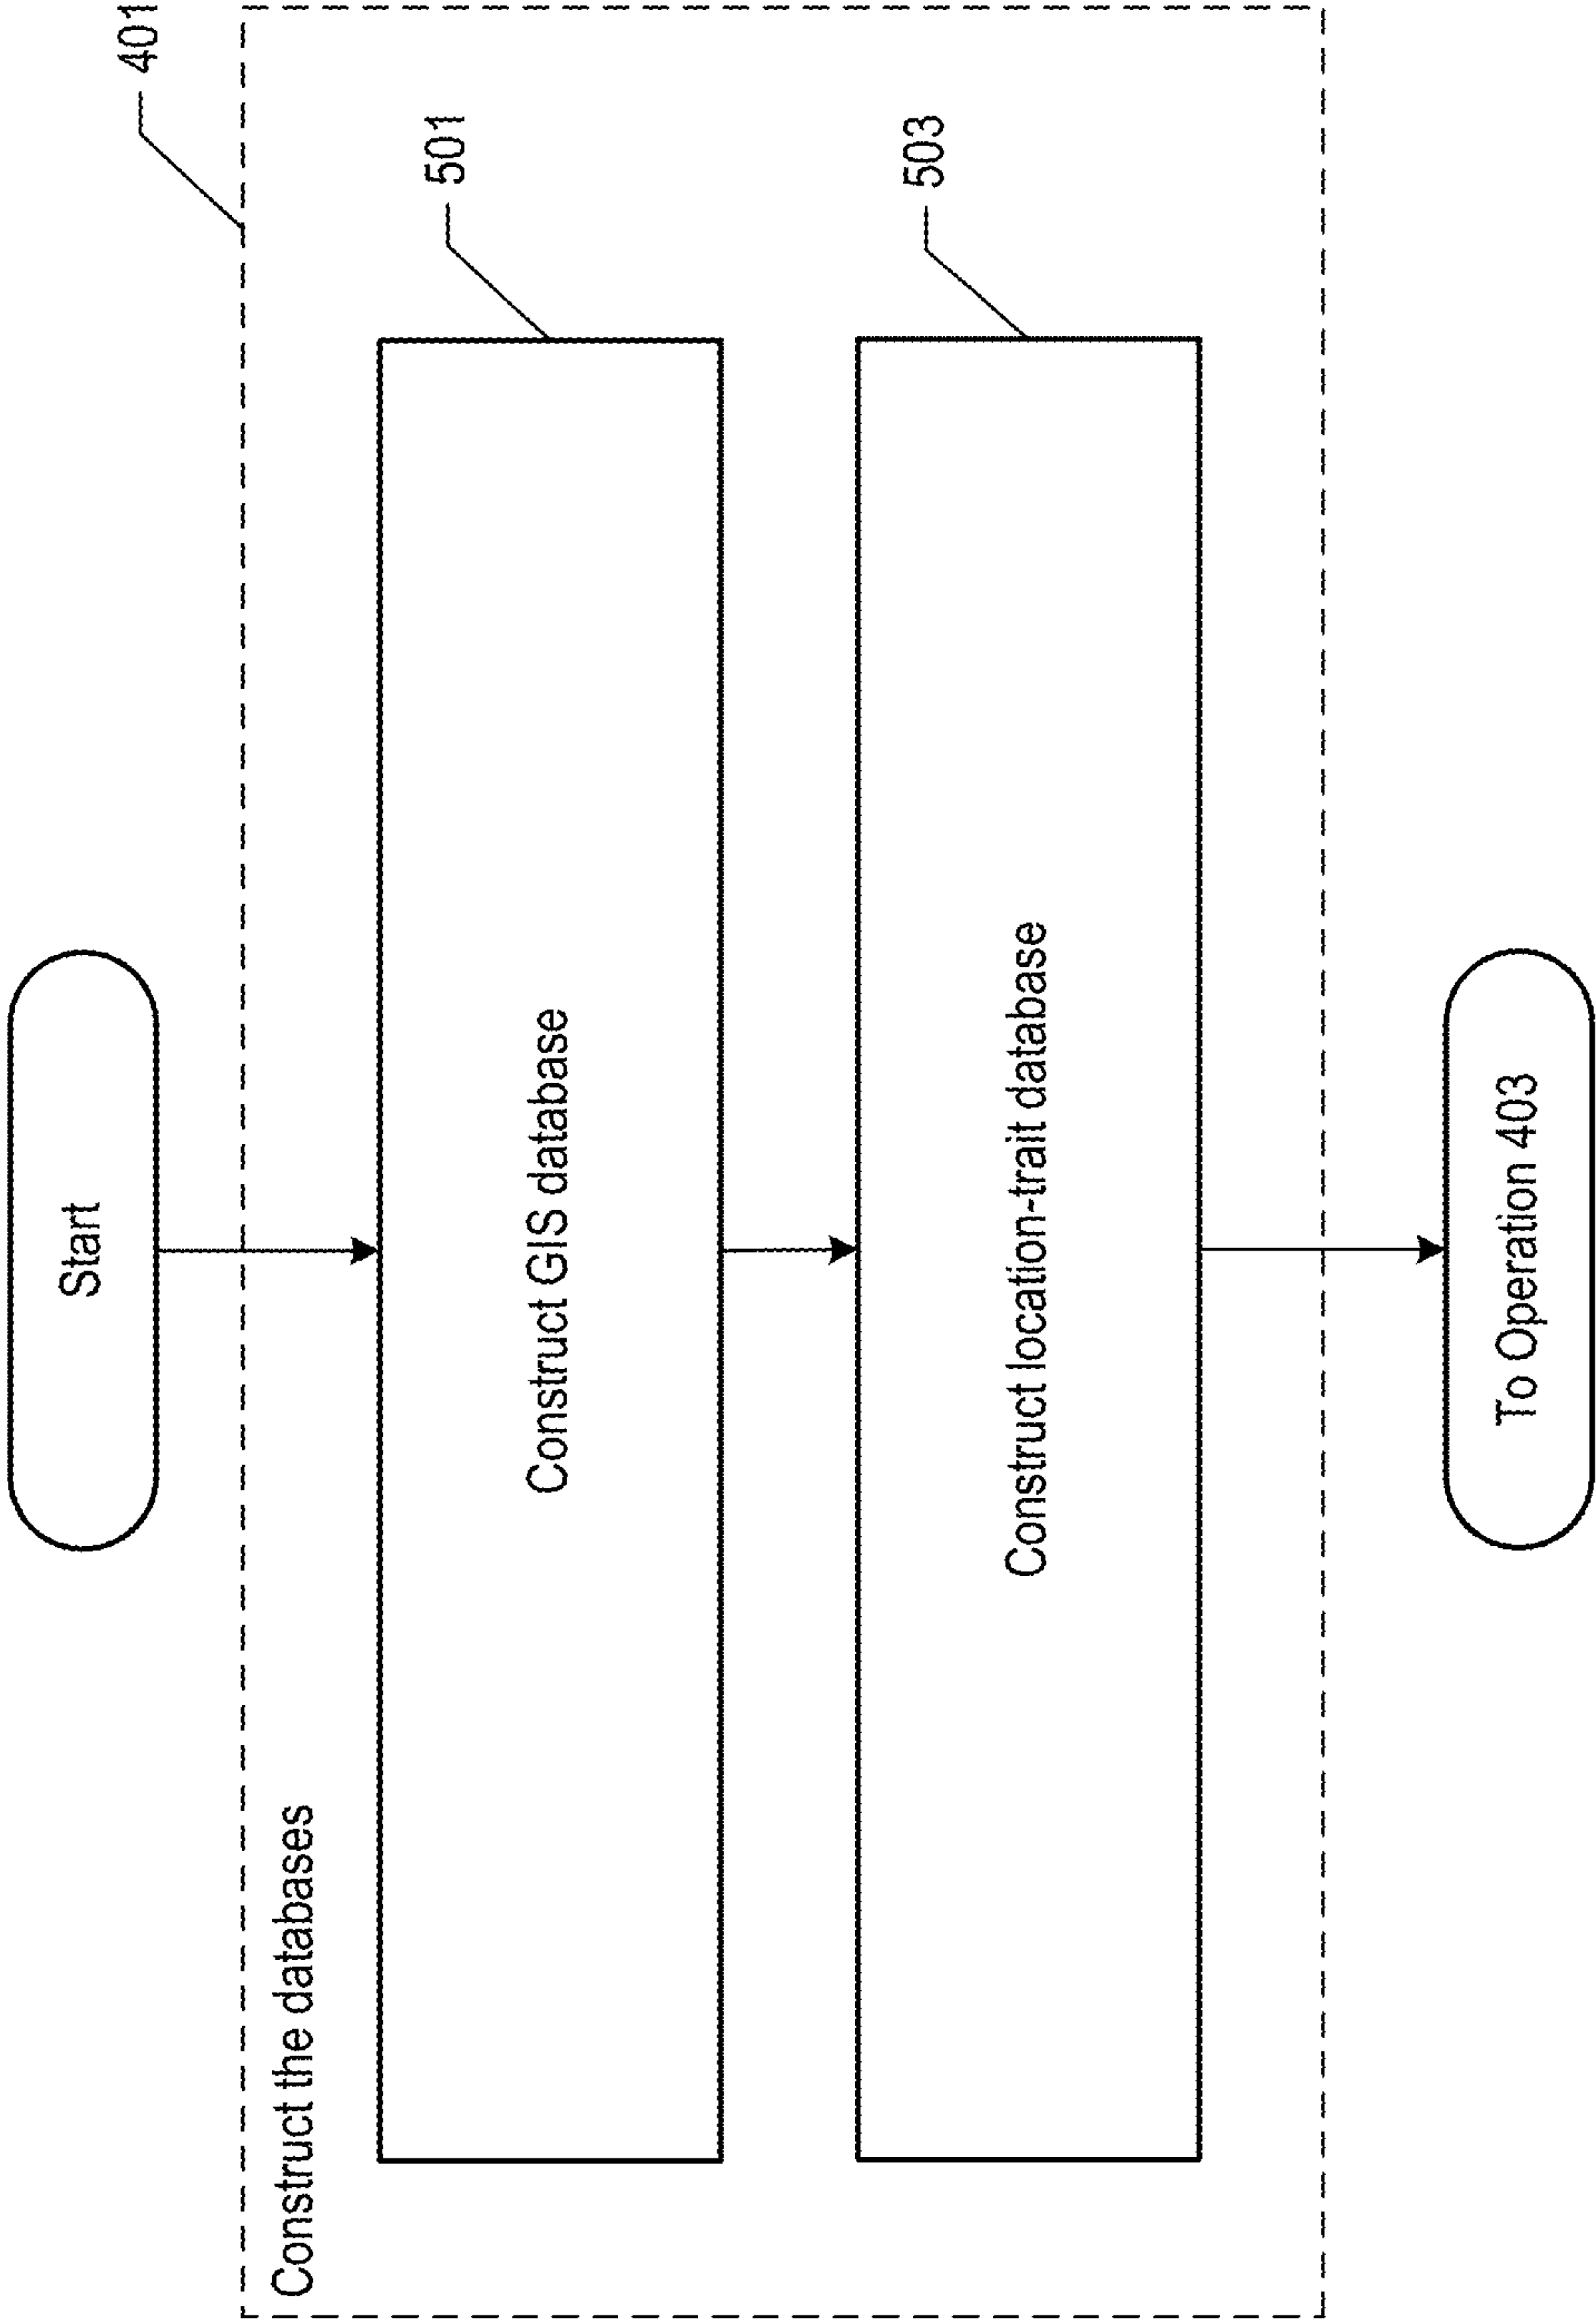 Start
401
Construct the databases
501
Construct GIS database
503
Construct location-trait database
To Operation 403